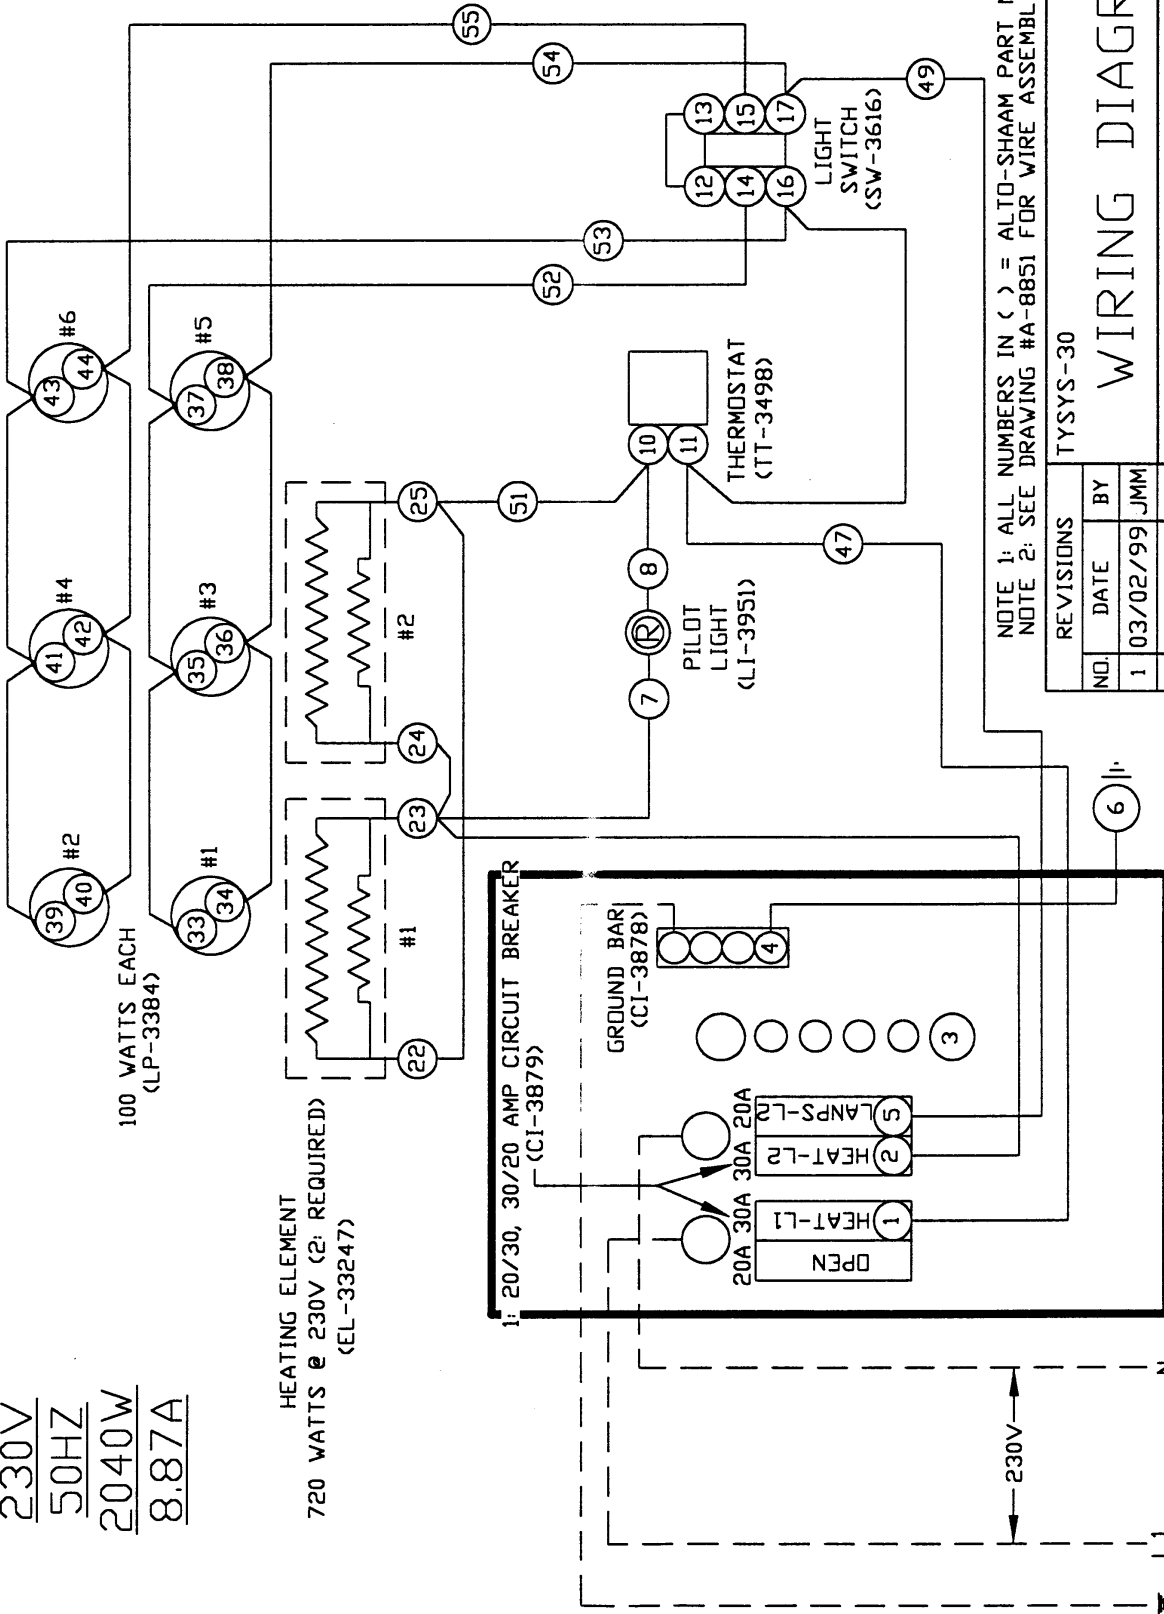 230V
50HZ
2040W
8.87A
100 WATTS EACH
(LP-3384)
39
40
#2
41
42
#4
43
44
#6
33
34
#1
35
36
#3
37
38
#5
55
54
53
52
HEATING ELEMENT
720 WATTS @ 230V (2: REQUIRED)
(EL-33247)
22
#1
23
24
#2
25
51
12
13
14
15
16
17
LIGHT
SWITCH
(SW-3616)
49
7
R
8
PILOT
LIGHT
(LI-3951)
10
11
THERMOSTAT
(TT-3498)
47
1: 20/30, 30/20 AMP CIRCUIT BREAKER
(CI-3879)
GROUND BAR
(CI-3878)
4
3
20A
30A
30A
20A
OPEN
HEAT-L1
1
HEAT-L2
2
LANPS-L2
5
6
230V
1
NOTE 1: ALL NUMBERS IN ( ) = ALTO-SHAAM PART
NOTE 2: SEE DRAWING #A-8851 FOR WIRE
REVISIONS
NO.
DATE
BY
1
03/02/99
JMM
TYSYS-30
WIRING